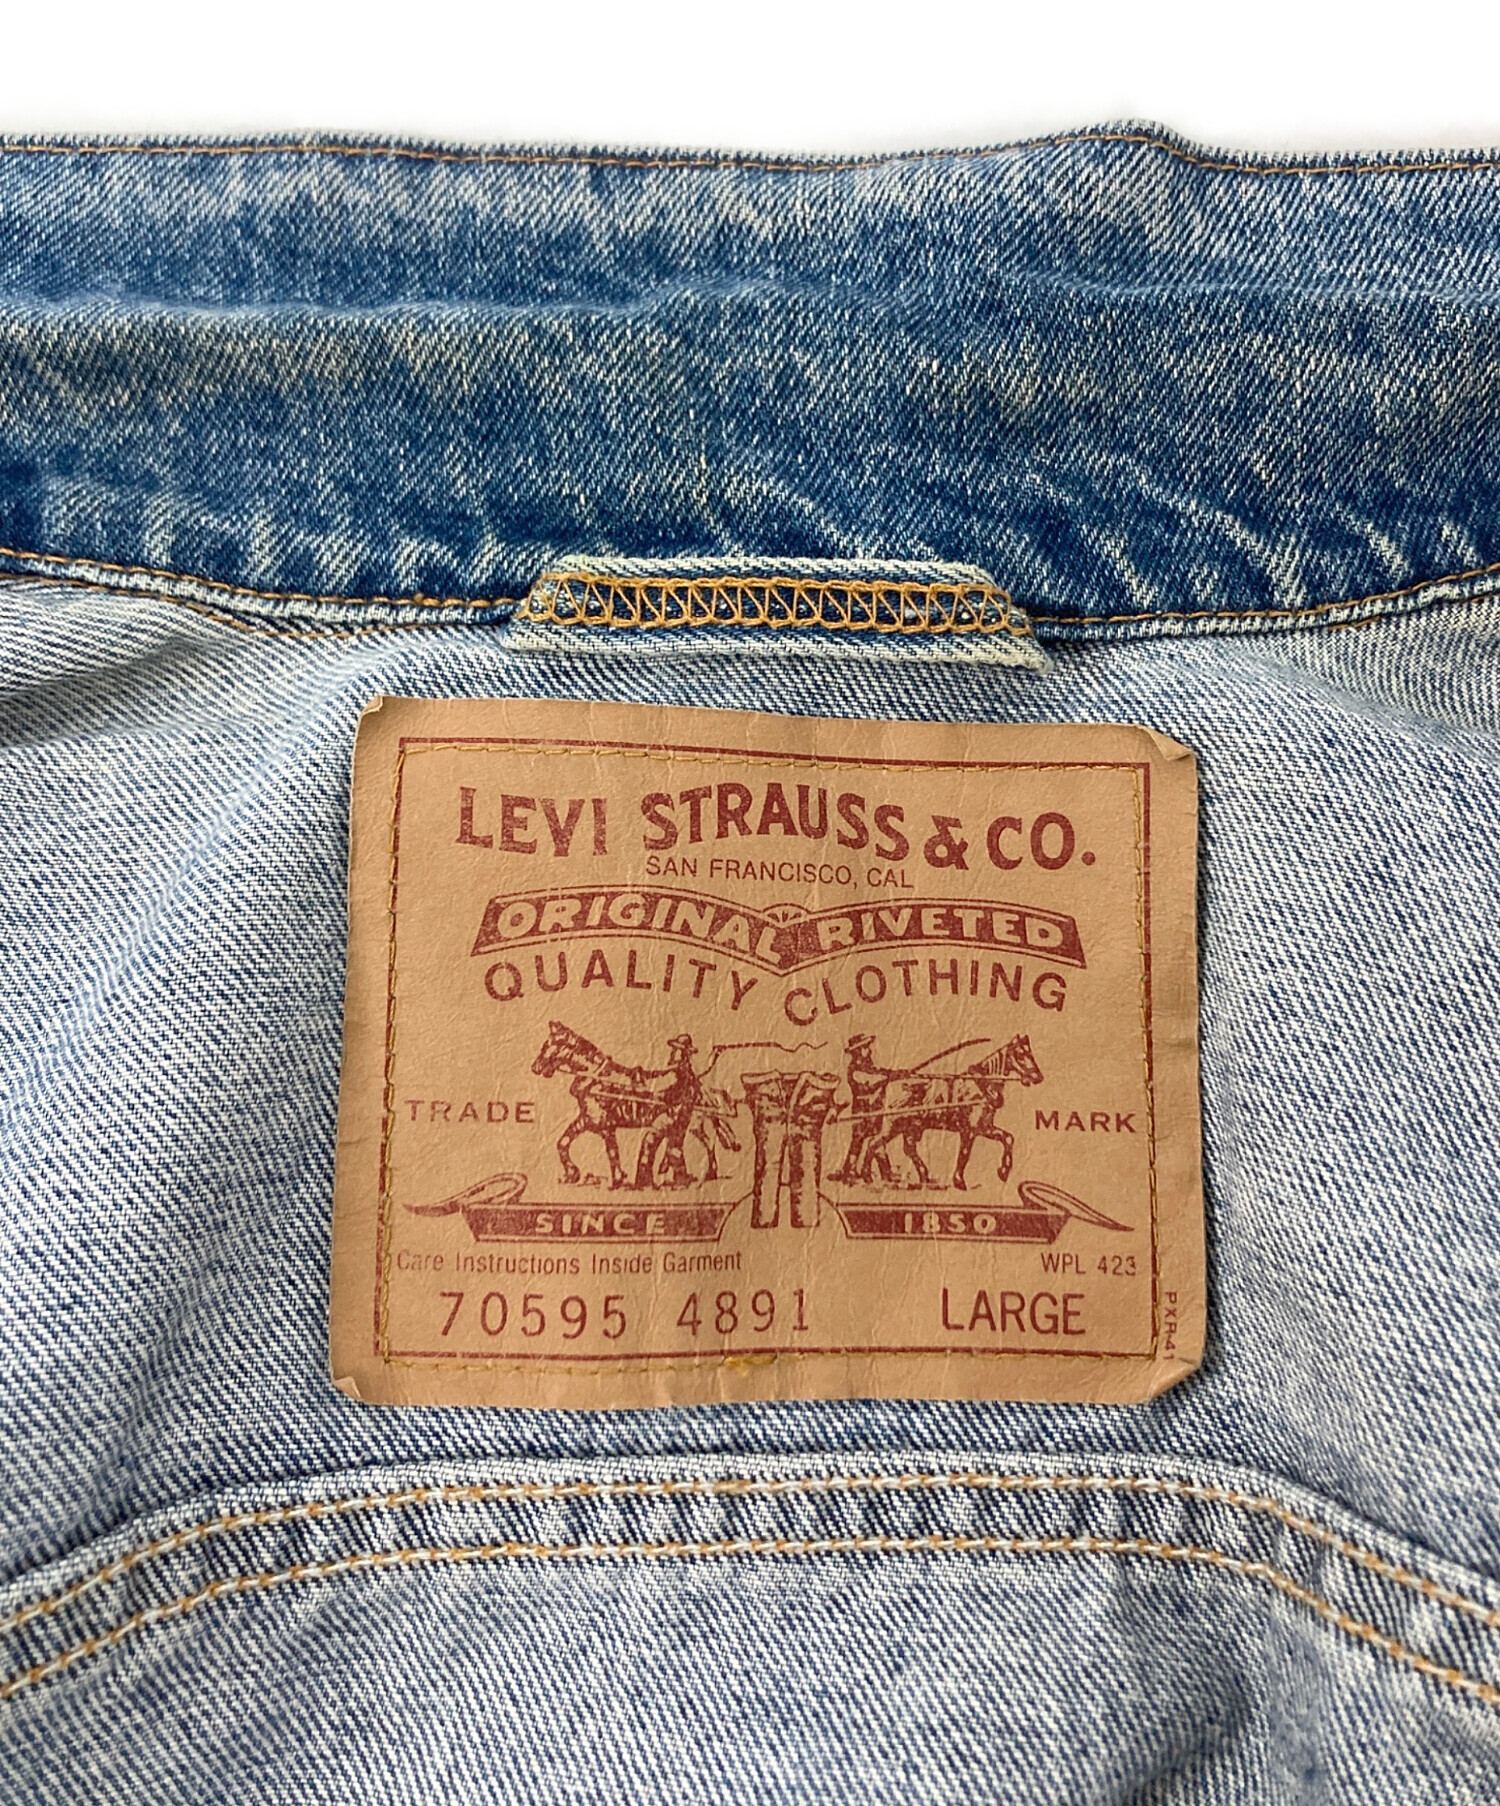 LEVI STRAUSS & CO.
SAN FRANCISCO, CAL
ORIGINAL RIVETED
QUALITY CLOTHING
TRADE MARK
SINCE 1850
Care Instructions Inside Garment WPL 423
70595 4891 LARGE
PXR41